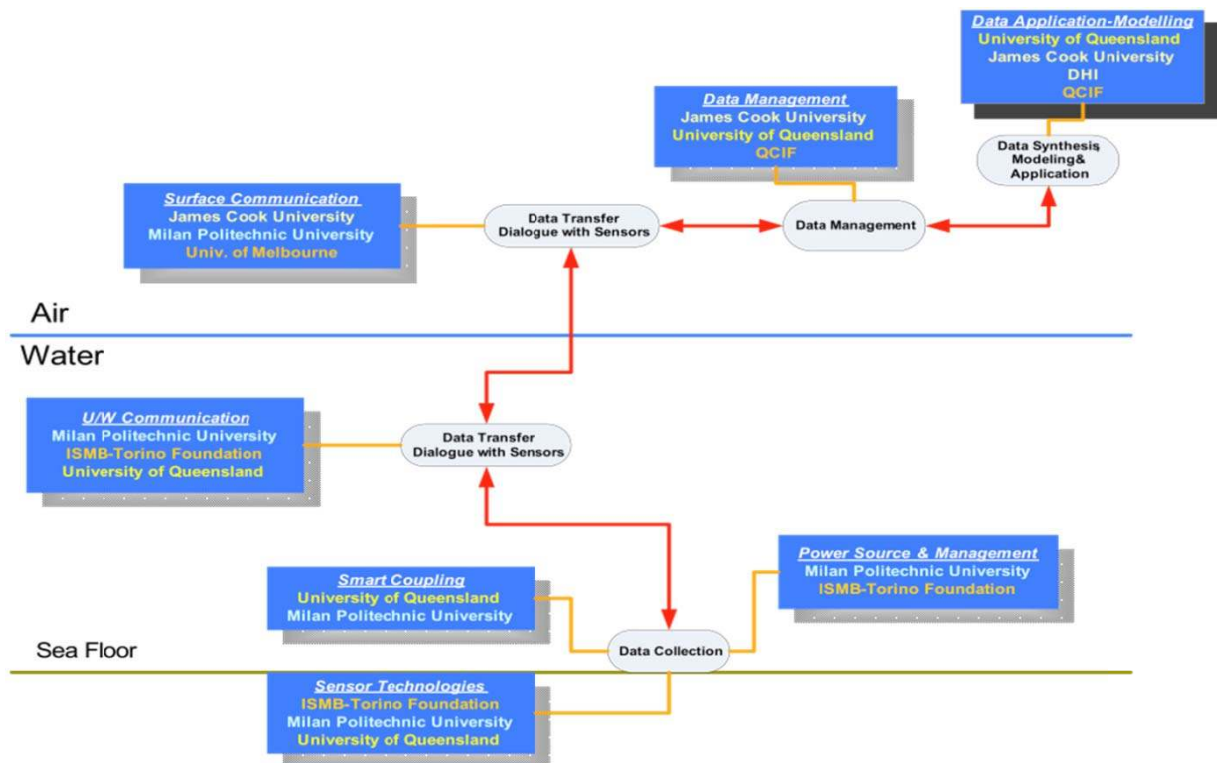 Data Application-Modelling
University of Queensland
James Cook University
DHI
QCIF
Data Management
James Cook University
University of Queensland
QCIF
Data Synthesis,
Modeling&
Application
Surface Communication
James Cook University
Milan Politechnic University
Univ. of Melbourne
Data Transfer
Dialogue with Sensors
Data Management
Air
Water
U/W Communication
Milan Politechnic University
ISMB-Torino Foundation
University of Queensland
Data Transfer
Dialogue with Sensors
Power Source & Management
Milan Politechnic University
ISMB-Torino Foundation
Smart Coupling
University of Queensland
Milan Politechnic University
Sea Floor
Data Collection
Sensor Technologies
ISMB-Torino Foundation
Milan Politechnic University
University of Queensland